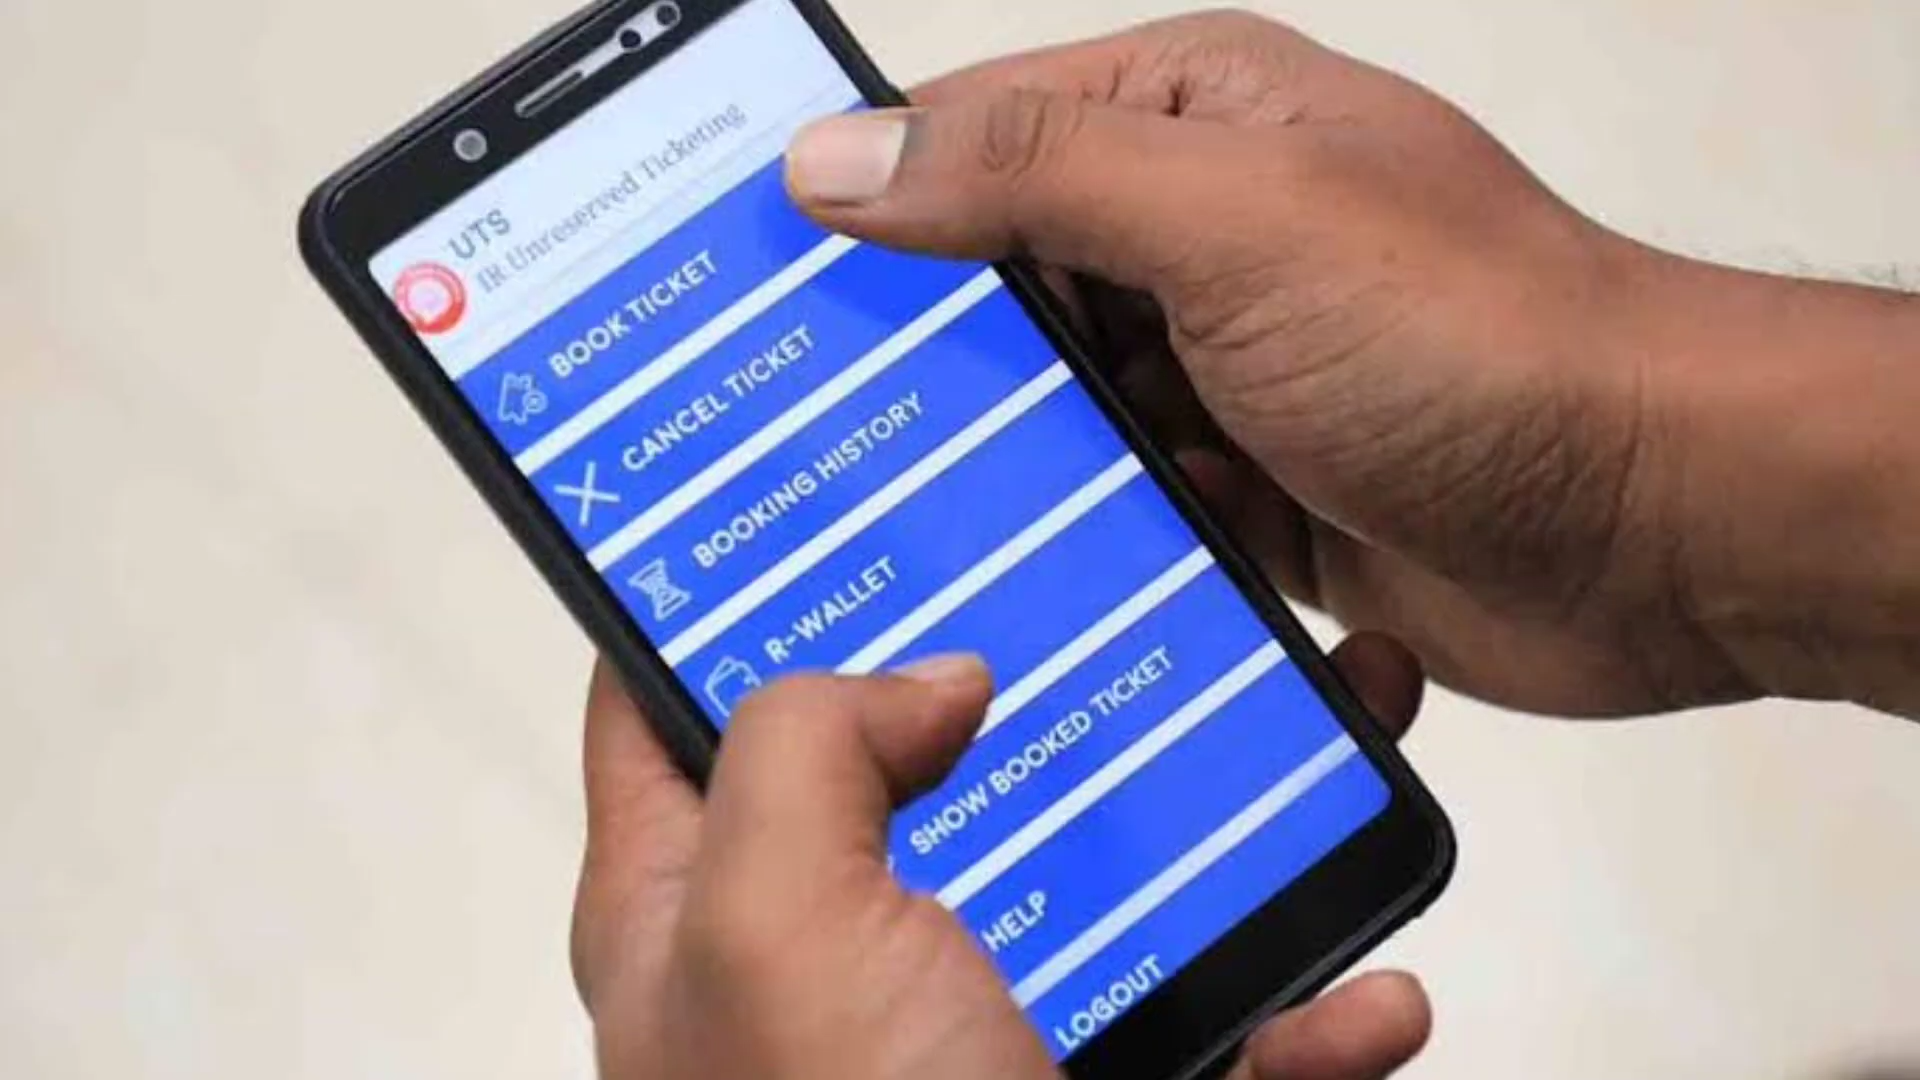 UTS
IR Unreserved Ticketing
BOOK TICKET
CANCEL TICKET
BOOKING HISTORY
R-WALLET
SHOW BOOKED TICKET
HELP
LOGOUT